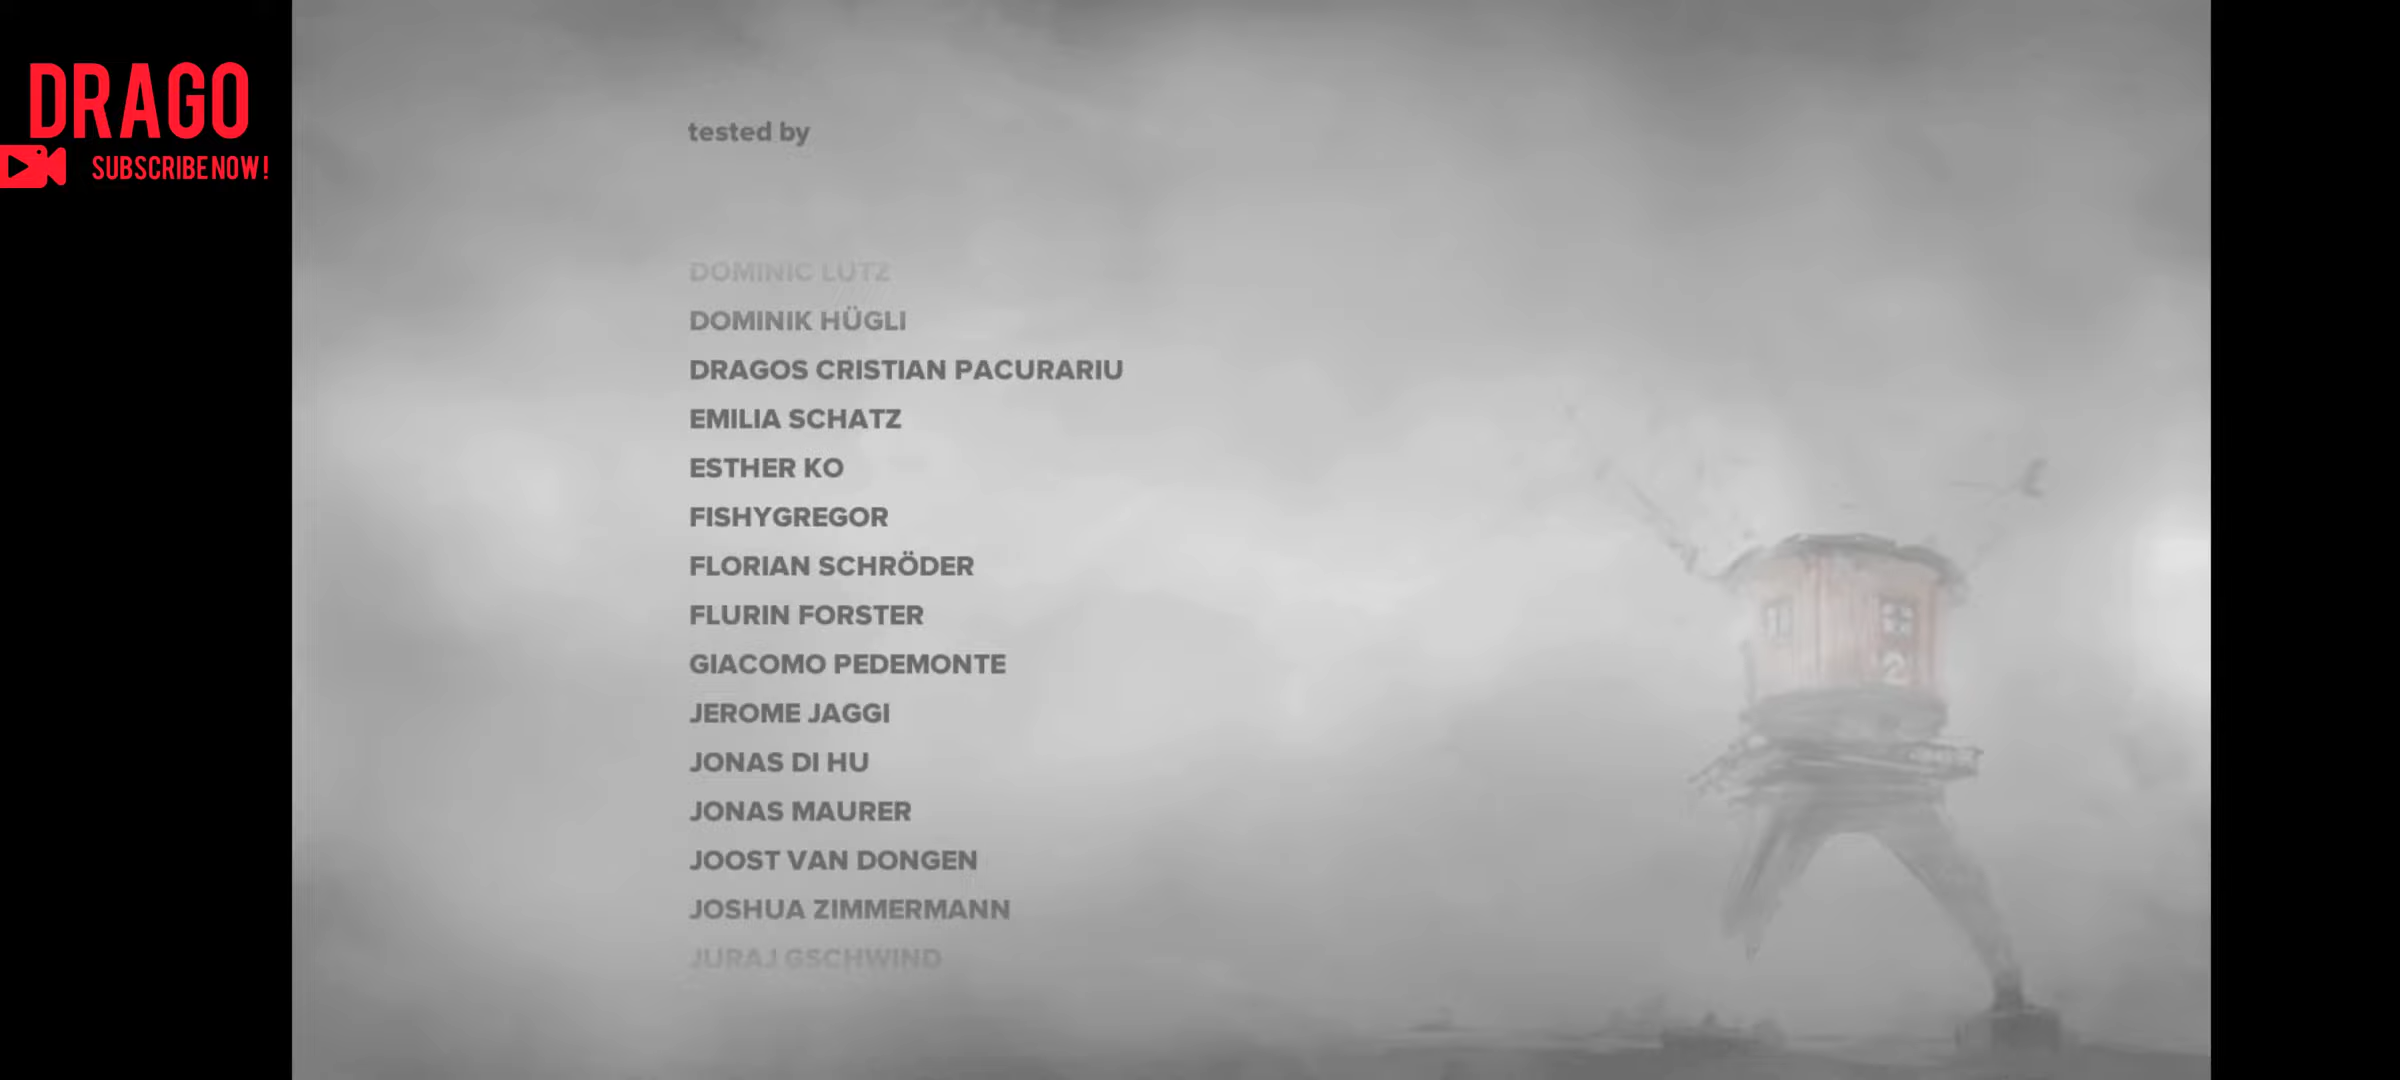 DRAGO
SUBSCRIBE NOW!
tested by
DOMINIC LUTZ
DOMINIK HÜGLI
DRAGOS CRISTIAN PACURARIU
EMILIA SCHATZ
ESTHER KO
FISHYGREGOR
FLORIAN SCHRÖDER
FLURIN FORSTER
GIACOMO PEDEMONTE
JEROME JAGGI
JONAS DI HU
JONAS MAURER
JOOST VAN DONGEN
JOSHUA ZIMMERMANN
JURAJ GSCHWIND
2